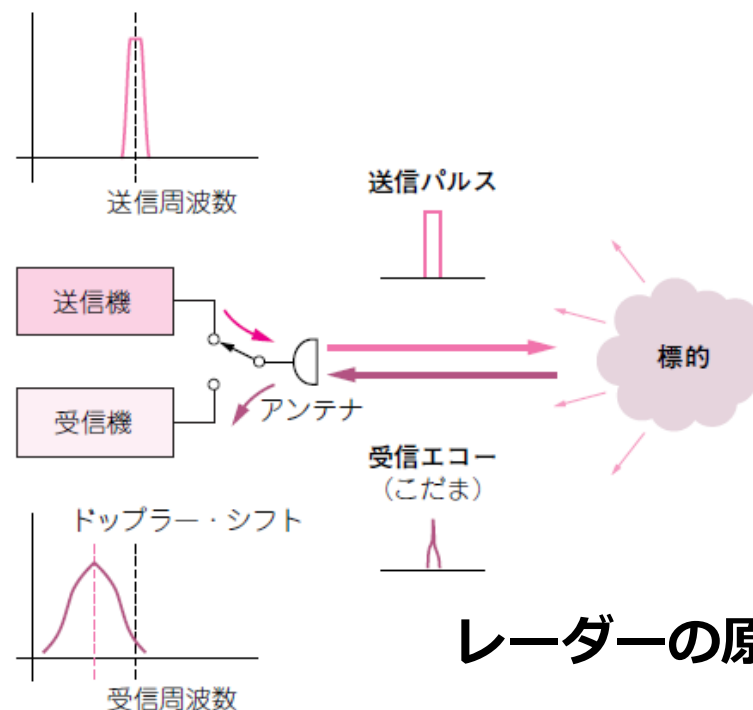 送信周波数
送信パルス
送信機
標的
アンテナ
受信機
受信エコー
（こだま）
ドップラー・シフト
レーダーの原
受信周波数